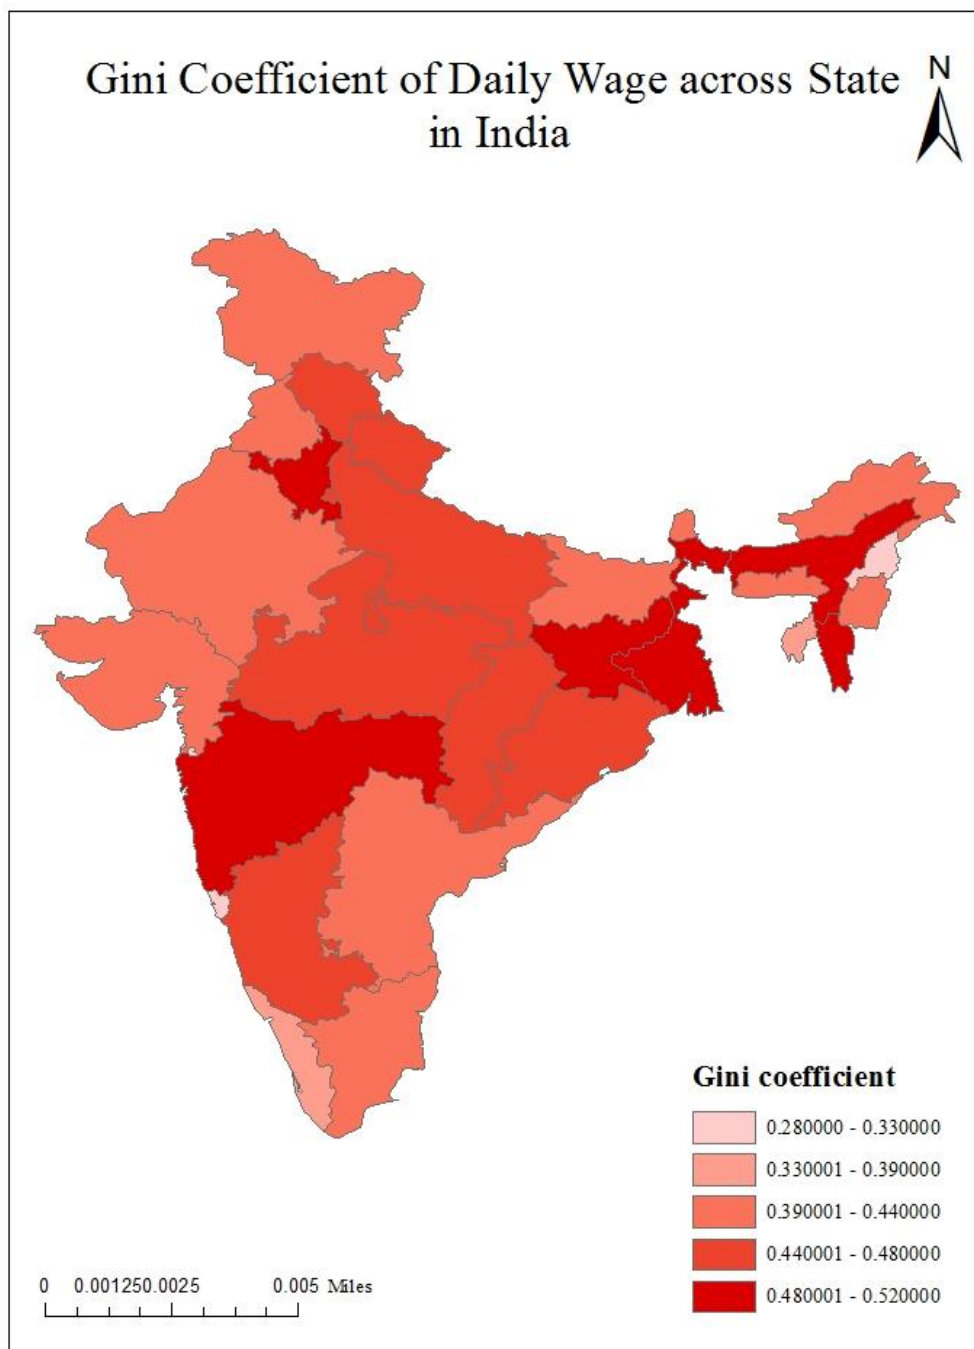 Gini Coefficient of Daily Wage across State
in India
N
Gini coefficient
0.280000 - 0.330000
0.330001 - 0.390000
0.390001 - 0.440000
0.440001 - 0.480000
0.480001 - 0.520000
0 0.001250.0025 0.005 Miles